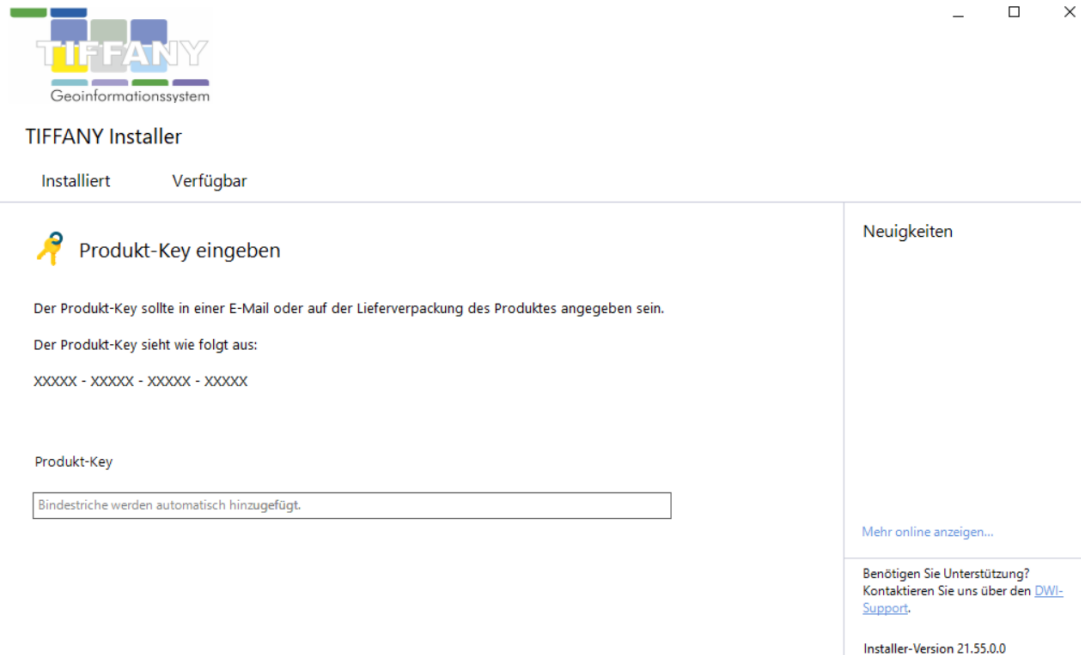 TIFFANY
Geoinformationssystem
TIFFANY Installer
Installiert Verfügbar
Produkt-Key eingeben
Der Produkt-Key sollte in einer E-Mail oder auf der Lieferverpackung des Produktes angegeben sein.
Der Produkt-Key sieht wie folgt aus:
XXXXX - XXXXX - XXXXX - XXXXX
Produkt-Key
Bindestriche werden automatisch hinzugefügt.
Neuigkeiten
Mehr online anzeigen...
Benötigen Sie Unterstützung?
Kontaktieren Sie uns über den DWI-
Support.
Installer-Version 21.55.0.0